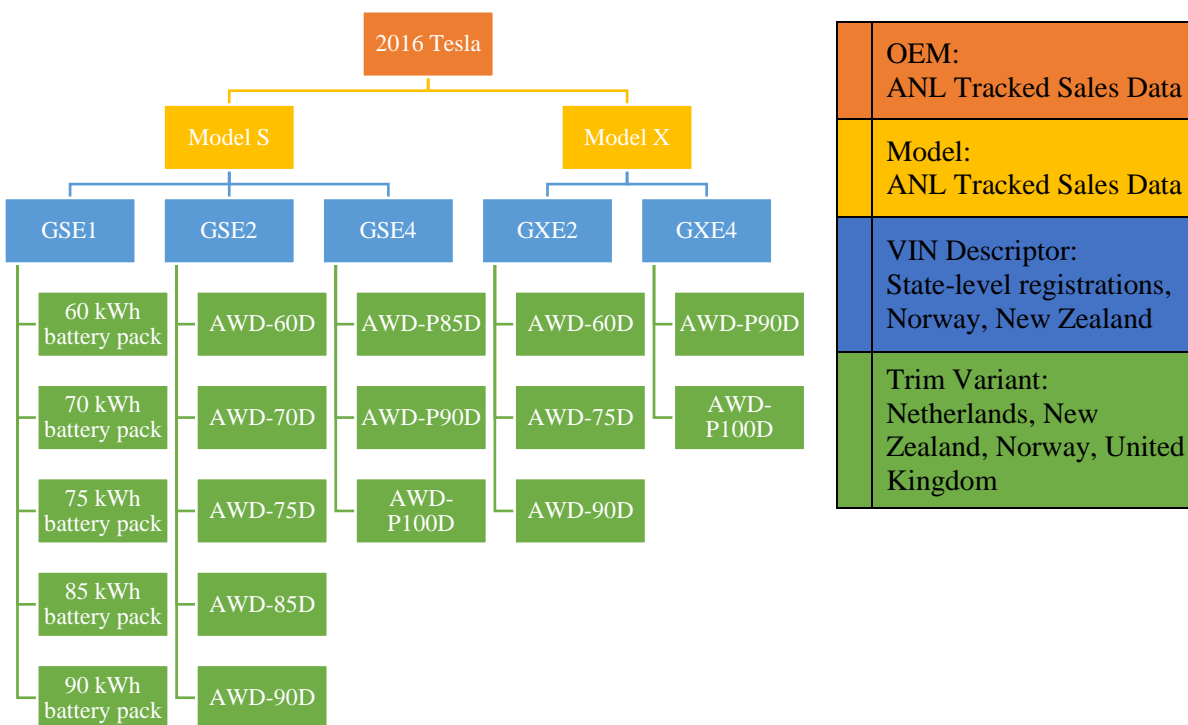 2016 Tesla
Model S
Model X
GSE1
GSE2
GSE4
GXE2
GXE4
60 kWh
battery pack
AWD-60D
AWD-P85D
AWD-60D
AWD-P90D
70 kWh
battery pack
AWD-70D
AWD-P90D
AWD-75D
AWD-
P100D
75 kWh
battery pack
AWD-75D
AWD-
P100D
AWD-90D
85 kWh
battery pack
AWD-85D
90 kWh
battery pack
AWD-90D
OEM:
ANL Tracked Sales Data
Model:
ANL Tracked Sales Data
VIN Descriptor:
State-level registrations,
Norway, New Zealand
Trim Variant:
Netherlands, New
Zealand, Norway, United
Kingdom